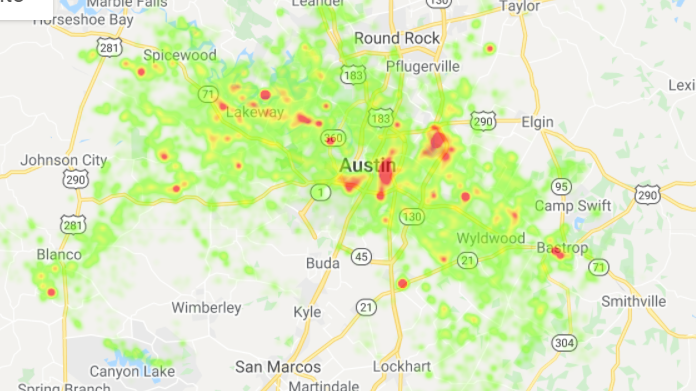 Marble Falls
Leander
130
Taylor
Horseshoe Bay
Round Rock
281
Spicewood
183
Pflugerville
Lexi
71
Lakeway
183
290
Elgin
360
Johnson City
Austin
290
95
290
1
Camp Swift
130
281
Wyldwood
Bastrop
Blanco
45
21
71
Buda
Smithville
Wimberley
Kyle
21
304
Canyon Lake
San Marcos
Lockhart
Martindale
Spring Branch